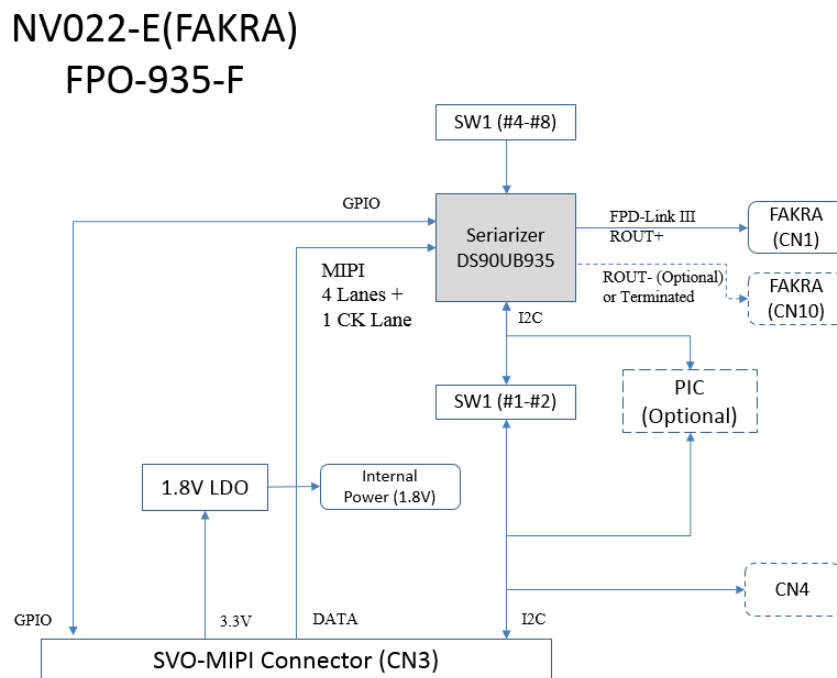 NV022-E(FAKRA)
FPO-935-F
SW1 (#4-#8)
GPIO
Seriarizer
DS90UB935
FPD-Link III
ROUT+
FAKRA
(CN1)
MIPI
4 Lanes +
1 CK Lane
ROUT- (Optional)
or Terminated
FAKRA
(CN10)
I2C
SW1 (#1-#2)
PIC
(Optional)
1.8V LDO
Internal
Power (1.8V)
CN4
GPIO
3.3V
DATA
I2C
SVO-MIPI Connector (CN3)